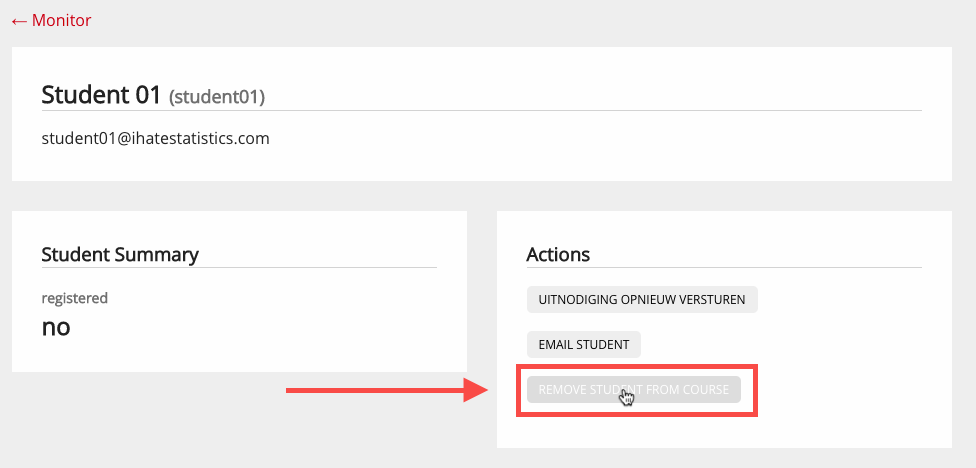 ← Monitor
Student 01 (student01)
student01@ihatestatistics.com
Student Summary
registered
no
Actions
UITNODIGING OPNIEUW VERSTUREN
EMAIL STUDENT
REMOVE STUDENT FROM COURSE